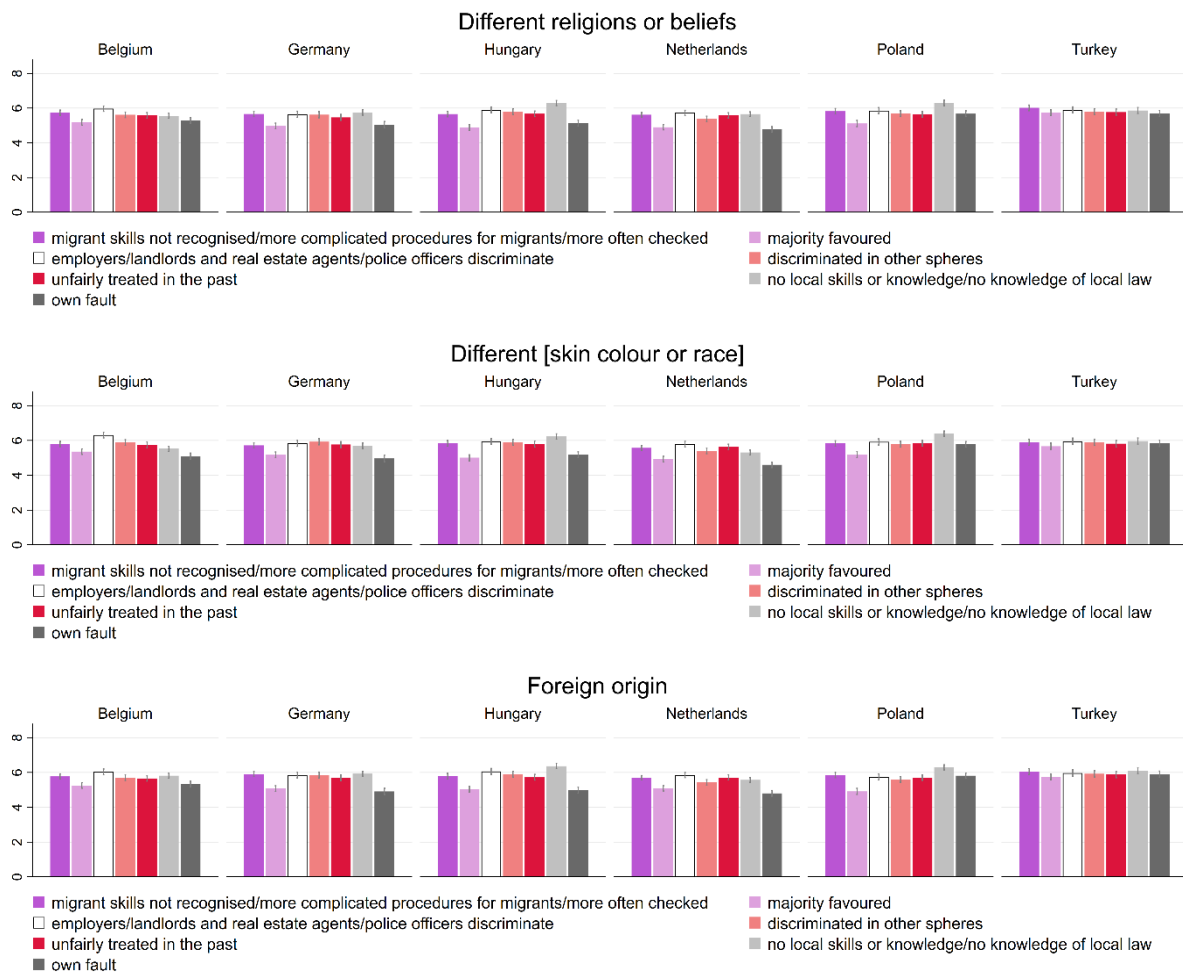 Different religions or beliefs
Belgium Germany Hungary Netherlands Poland Turkey
8
6
4
2
0
migrant skills not recognised/more complicated procedures for migrants/more often checked majority favoured
employers/landlords and real estate agents/police officers discriminate discriminated in other spheres
unfairly treated in the past no local skills or knowledge/no knowledge of local law
own fault
Different [skin colour or race]
Belgium Germany Hungary Netherlands Poland Turkey
8
6
4
2
0
migrant skills not recognised/more complicated procedures for migrants/more often checked majority favoured
employers/landlords and real estate agents/police officers discriminate discriminated in other spheres
unfairly treated in the past no local skills or knowledge/no knowledge of local law
own fault
Foreign origin
Belgium Germany Hungary Netherlands Poland Turkey
8
6
4
2
0
migrant skills not recognised/more complicated procedures for migrants/more often checked majority favoured
employers/landlords and real estate agents/police officers discriminate discriminated in other spheres
unfairly treated in the past no local skills or knowledge/no knowledge of local law
own fault